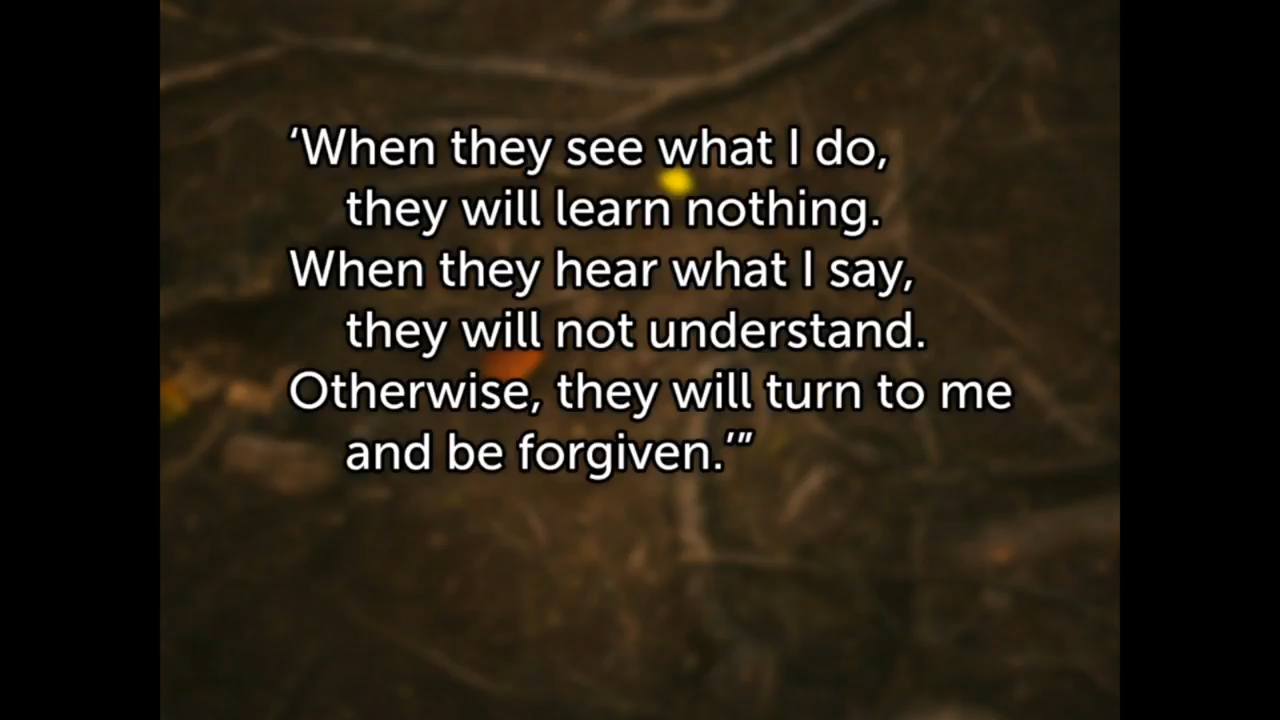 ‘When they see what I do,
they will learn nothing.
When they hear what I say,
they will not understand.
Otherwise, they will turn to me
and be forgiven.’”